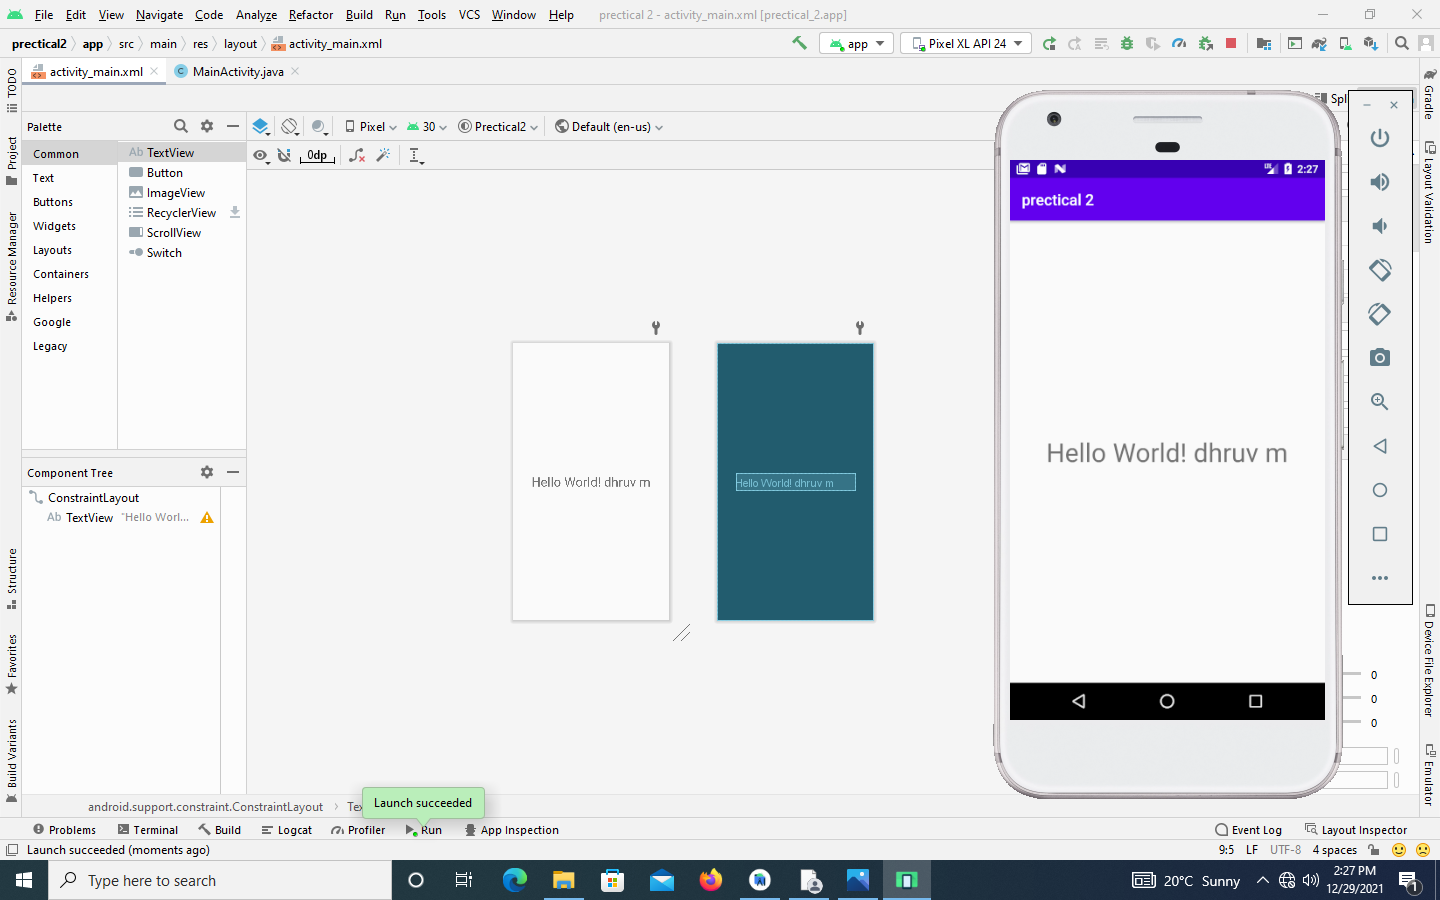 File Edit View Navigate Code Analyze Refactor Build Run Tools VCS Window Help prectical 2 - activity_main.xml [prectical_2.app]
prectical2 app src main res layout activity_main.xml app Pixel XL API 24
activity_main.xml MainActivity.java
Spl
Palette Pixel 30 Prectical2 Default (en-us)
0dp
Common
Text
Buttons
Widgets
Layouts
Containers
Helpers
Google
Legacy
Ab TextView
Button
ImageView
RecyclerView
ScrollView
Switch
Component Tree
ConstraintLayout
Ab TextView "Hello Worl...
Hello World! dhruv m
Hello World! dhruv m
2:27
prectical 2
Hello World! dhruv m
0
0
0
TODO
Project
Resource Manager
Structure
Favorites
Build Variants
Gradle
Layout Validation
Device File Explorer
Emulator
android.support.constraint.ConstraintLayout
Launch succeeded
Problems Terminal Build Logcat Profiler Run App Inspection Event Log Layout Inspector
Launch succeeded (moments ago) 9:5 LF UTF-8 4 spaces
Type here to search 20°C Sunny 2:27 PM
12/29/2021
1